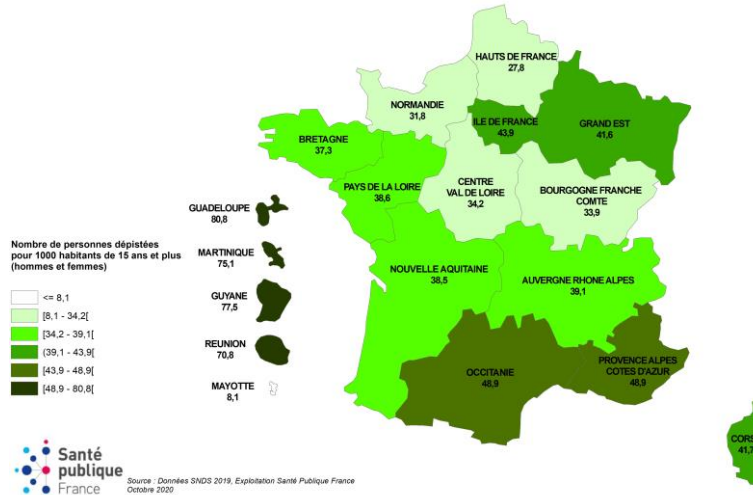 HAUTS DE FRANCE
27,8
NORMANDIE
31,8
ILE DE FRANCE
43,9
GRAND EST
41,6
BRETAGNE
37,3
PAYS DE LA LOIRE
38,6
CENTRE
VAL DE LOIRE
34,2
BOURGOGNE FRANCHE
COMTE
33,9
GUADELOUPE
80,8
MARTINIQUE
75,1
GUYANE
77,5
REUNION
70,8
MAYOTTE
8,1
NOUVELLE AQUITAINE
38,5
AUVERGNE RHONE ALPES
39,1
OCCITANIE
48,9
PROVENCE ALPES
COTES D'AZUR
48,9
CORS
41,7
Nombre de personnes dépistées
pour 1000 habitants de 15 ans et plus
(hommes et femmes)
<= 8,1
[8,1 - 34,2[
[34,2 - 39,1[
(39,1 - 43,9[
[43,9 - 48,9[
[48,9 - 80,8[
Santé
publique
France
Source : Données SNDS 2019, Exploitation Santé Publique France
Octobre 2020